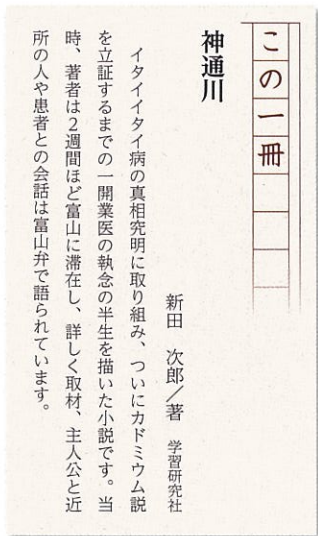 この一冊
神通川
新田　次郎／著　学習研究社
イタイイタイ病の真相究明に取り組み、ついにカドミウム説
を立証するまでの一開業医の執念の半生を描いた小説です。当
時、著者は２週間ほど富山に滞在し、詳しく取材、主人公と近
所の人や患者との会話は富山弁で語られています。